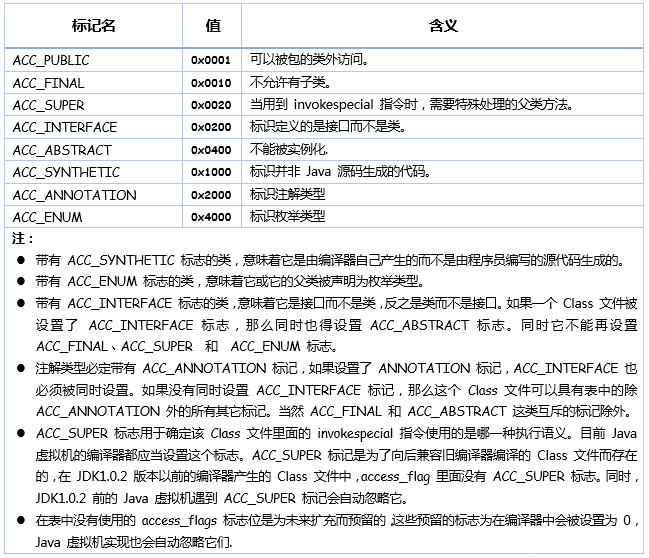 标记名 值 含义
ACC_PUBLIC 0x0001 可以被包的类外访问。
ACC_FINAL 0x0010 不允许有子类。
ACC_SUPER 0x0020 当用到 invokespecial 指令时，需要特殊处理的父类方法。
ACC_INTERFACE 0x0200 标识定义的是接口而不是类。
ACC_ABSTRACT 0x0400 不能被实例化.
ACC_SYNTHETIC 0x1000 标识并非 Java 源码生成的代码。
ACC_ANNOTATION 0x2000 标识注解类型
ACC_ENUM 0x4000 标识枚举类型
注：
● 带有 ACC_SYNTHETIC 标志的类，意味着它是由编译器自己产生的而不是由程序员编写的源代码生成的。
● 带有 ACC_ENUM 标志的类，意味着它或它的父类被声明为枚举类型。
● 带有 ACC_INTERFACE 标志的类，意味着它是接口而不是类，反之是类而不是接口。如果一个 Class 文件被
设置了 ACC_INTERFACE 标志，那么同时也得设置 ACC_ABSTRACT 标志。同时它不能再设置
ACC_FINAL、ACC_SUPER 和 ACC_ENUM 标志。
● 注解类型必定带有 ACC_ANNOTATION 标记，如果设置了 ANNOTATION 标记，ACC_INTERFACE 也
必须被同时设置。如果没有同时设置 ACC_INTERFACE 标记，那么这个 Class 文件可以具有表中的除
ACC_ANNOTATION 外的所有其它标记。当然 ACC_FINAL 和 ACC_ABSTRACT 这类互斥的标记除外。
● ACC_SUPER 标志用于确定该 Class 文件里面的 invokespecial 指令使用的是哪一种执行语义。目前 Java
虚拟机的编译器都应当设置这个标志。ACC_SUPER 标记是为了向后兼容旧编译器编译的 Class 文件而存在
的，在 JDK1.0.2 版本以前的编译器产生的 Class 文件中，access_flag 里面没有 ACC_SUPER 标志。同时，
JDK1.0.2 前的 Java 虚拟机遇到 ACC_SUPER 标记会自动忽略它。
● 在表中没有使用的 access_flags 标志位是为未来扩充而预留的，这些预留的标志为在编译器中会被设置为 0，
Java 虚拟机实现也会自动忽略它们.